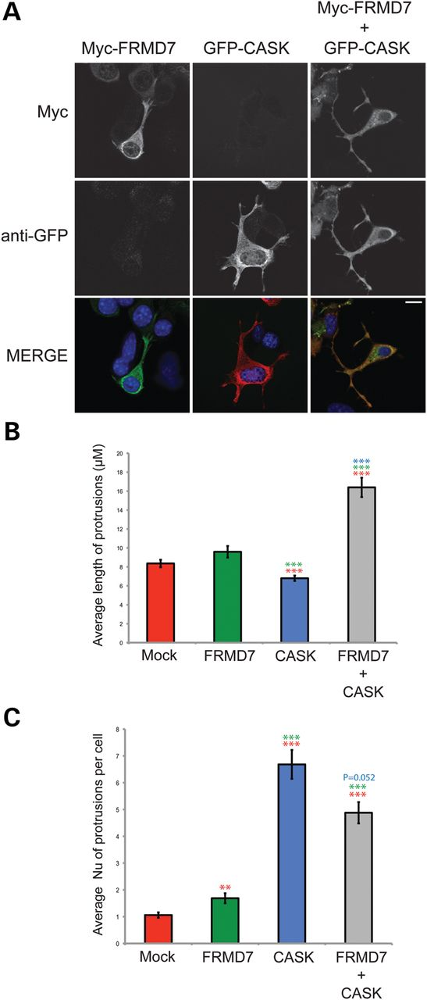 A
Myc-FRMD7
GFP-CASK
Myc-FRMD7
+
GFP-CASK
Myc
anti-GFP
MERGE
B
Average length of protrusions (µM)
20
18
16
14
12
10
8
6
4
2
0
***
***
***
***
***
Mock
FRMD7
CASK
FRMD7
+
CASK
C
Average Nu of protrusions per cell
8
7
6
5
4
3
2
1
0
**
***
***
P=0.052
***
***
Mock
FRMD7
CASK
FRMD7
+
CASK